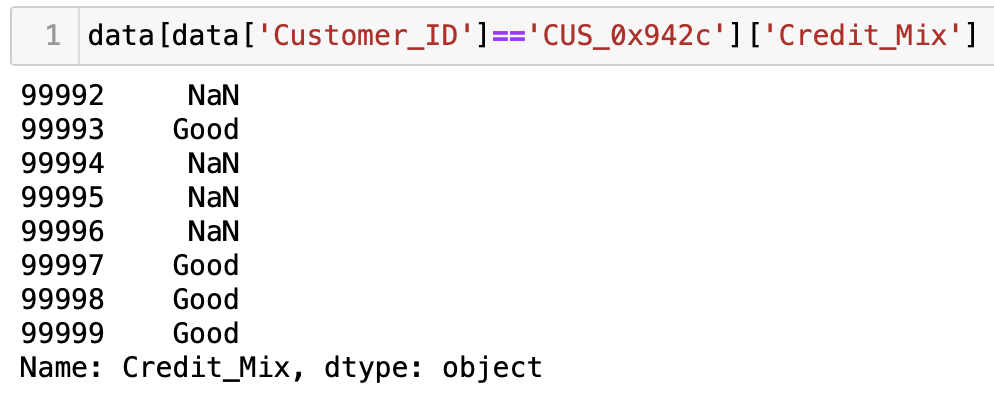 1 data[data['Customer_ID']=='CUS_0x942c']['Credit_Mix']
99992 NaN
99993 Good
99994 NaN
99995 NaN
99996 NaN
99997 Good
99998 Good
99999 Good
Name: Credit_Mix, dtype: object